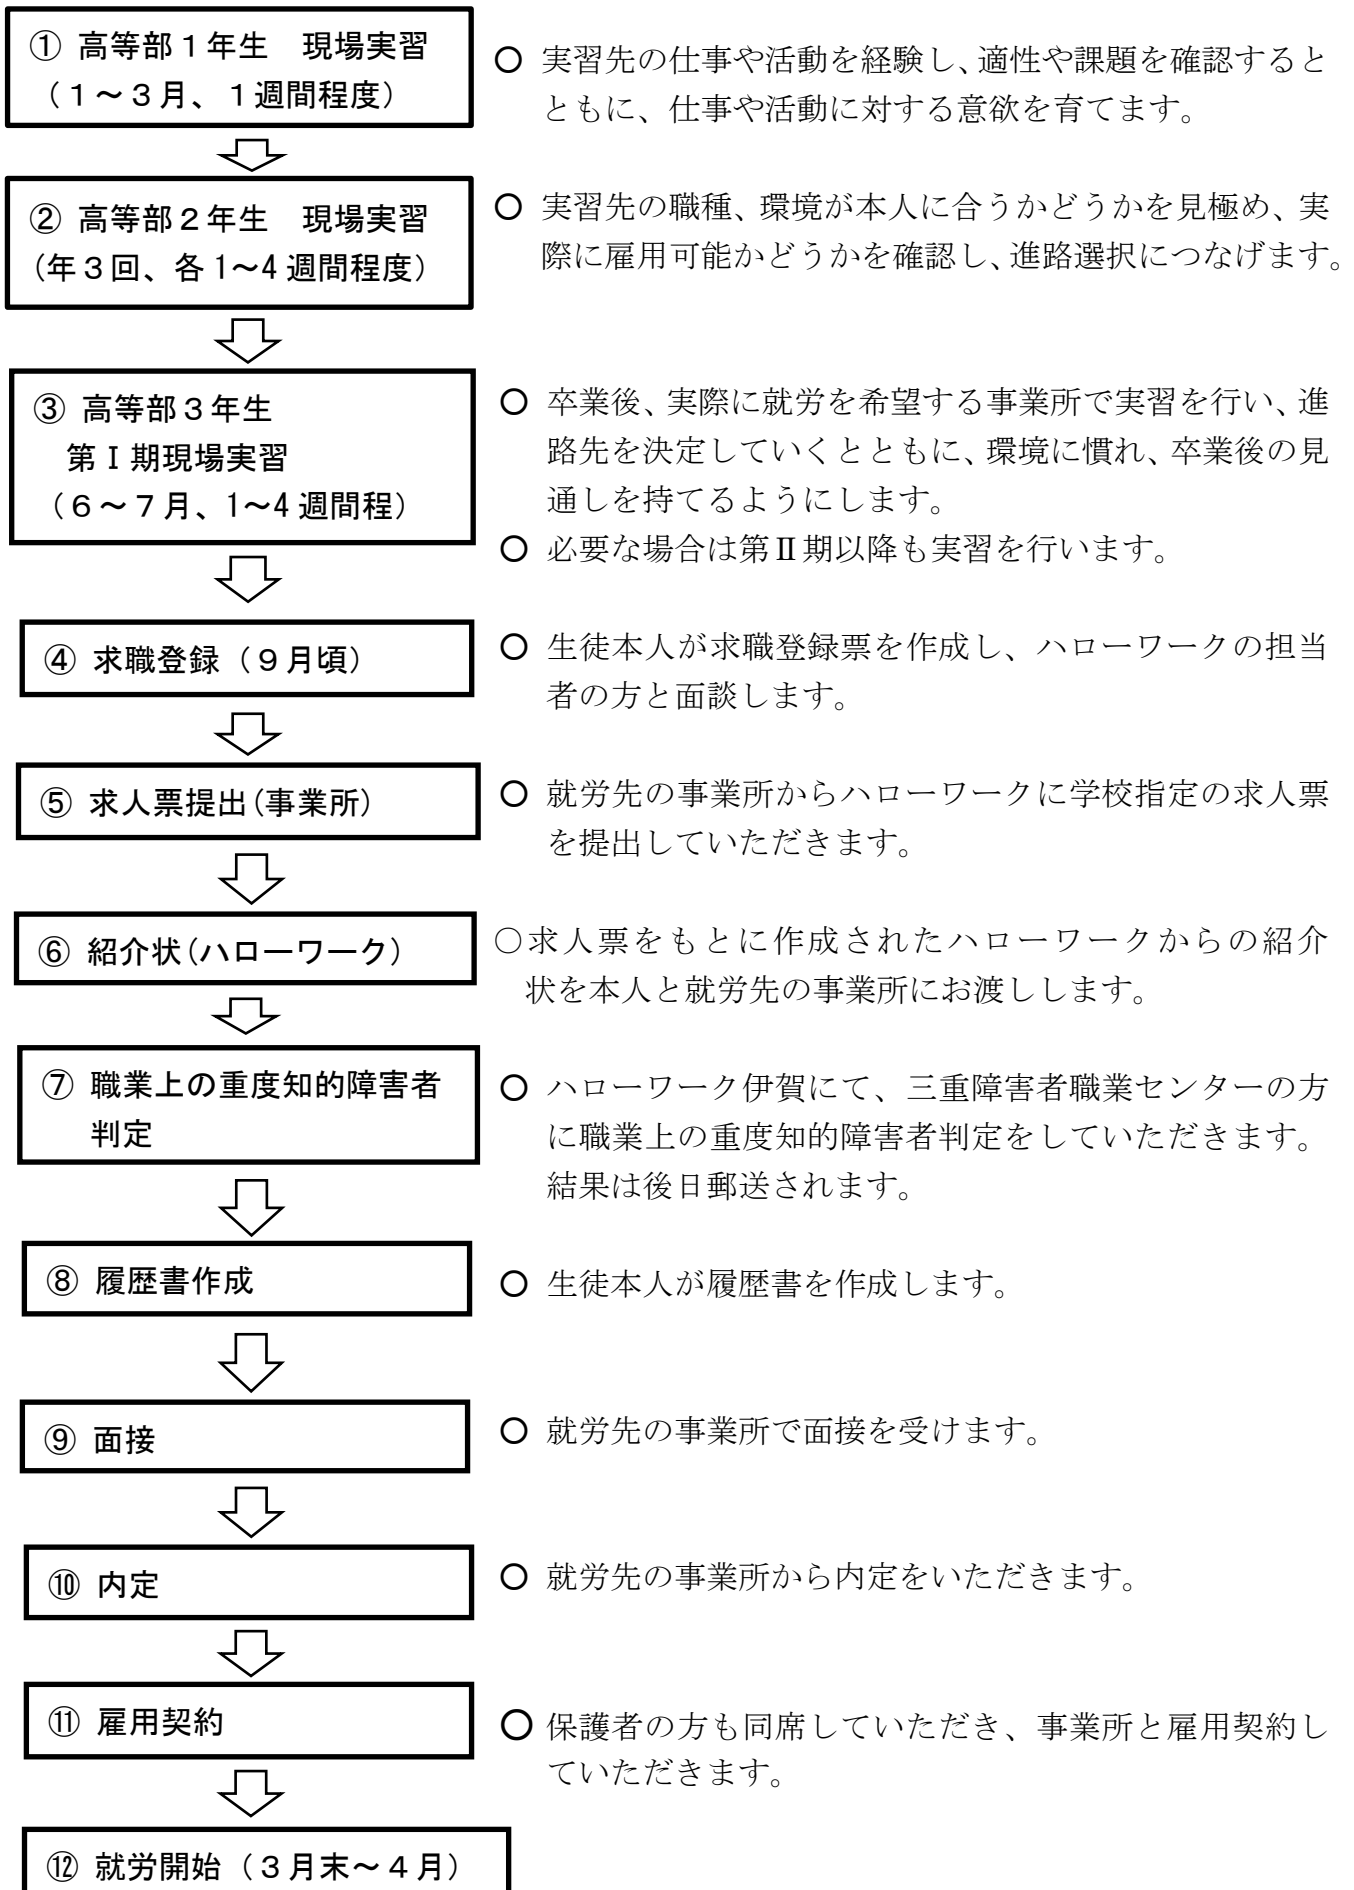 ① 高等部１年生　現場実習
（１～３月、１週間程度）
○ 実習先の仕事や活動を経験し、適性や課題を確認すると
ともに、仕事や活動に対する意欲を育てます。
② 高等部２年生　現場実習
(年３回、各 1～4 週間程度)
○ 実習先の職種、環境が本人に合うかどうかを見極め、実
際に雇用可能かどうかを確認し、進路選択につなげます。
③ 高等部３年生
第Ⅰ期現場実習
（６～７月、1～4 週間程）
○ 卒業後、実際に就労を希望する事業所で実習を行い、進
路先を決定していくとともに、環境に慣れ、卒業後の見
通しを持てるようにします。
○ 必要な場合は第Ⅱ期以降も実習を行います。
④ 求職登録（９月頃）
○ 生徒本人が求職登録票を作成し、ハローワークの担当
者の方と面談します。
⑤ 求人票提出(事業所)
○ 就労先の事業所からハローワークに学校指定の求人票
を提出していただきます。
⑥ 紹介状(ハローワーク)
○求人票をもとに作成されたハローワークからの紹介
状を本人と就労先の事業所にお渡しします。
⑦ 職業上の重度知的障害者
判定
○ ハローワーク伊賀にて、三重障害者職業センターの方
に職業上の重度知的障害者判定をしていただきます。
結果は後日郵送されます。
⑧ 履歴書作成
○ 生徒本人が履歴書を作成します。
⑨ 面接
○ 就労先の事業所で面接を受けます。
⑩ 内定
○ 就労先の事業所から内定をいただきます。
⑪ 雇用契約
○ 保護者の方も同席していただき、事業所と雇用契約し
ていただきます。
⑫ 就労開始（３月末～４月）